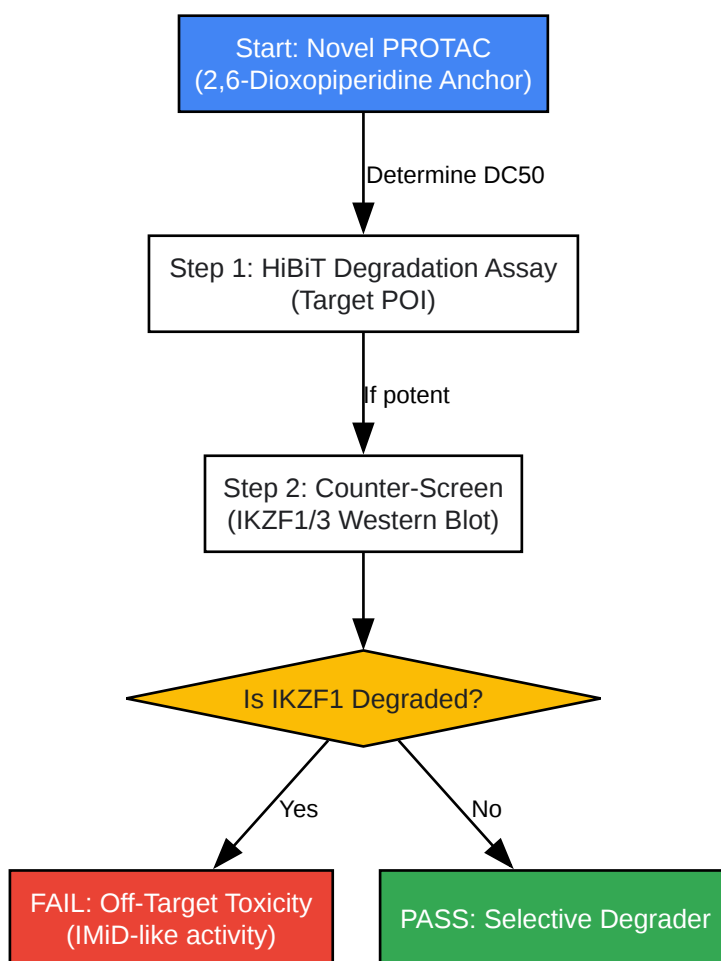 Start: Novel PROTAC
(2,6-Dioxopiperidine Anchor)
Determine DC50
Step 1: HiBiT Degradation Assay
(Target POI)
If potent
Step 2: Counter-Screen
(IKZF1/3 Western Blot)
Is IKZF1 Degraded?
Yes
No
FAIL: Off-Target Toxicity
(IMiD-like activity)
PASS: Selective Degrader